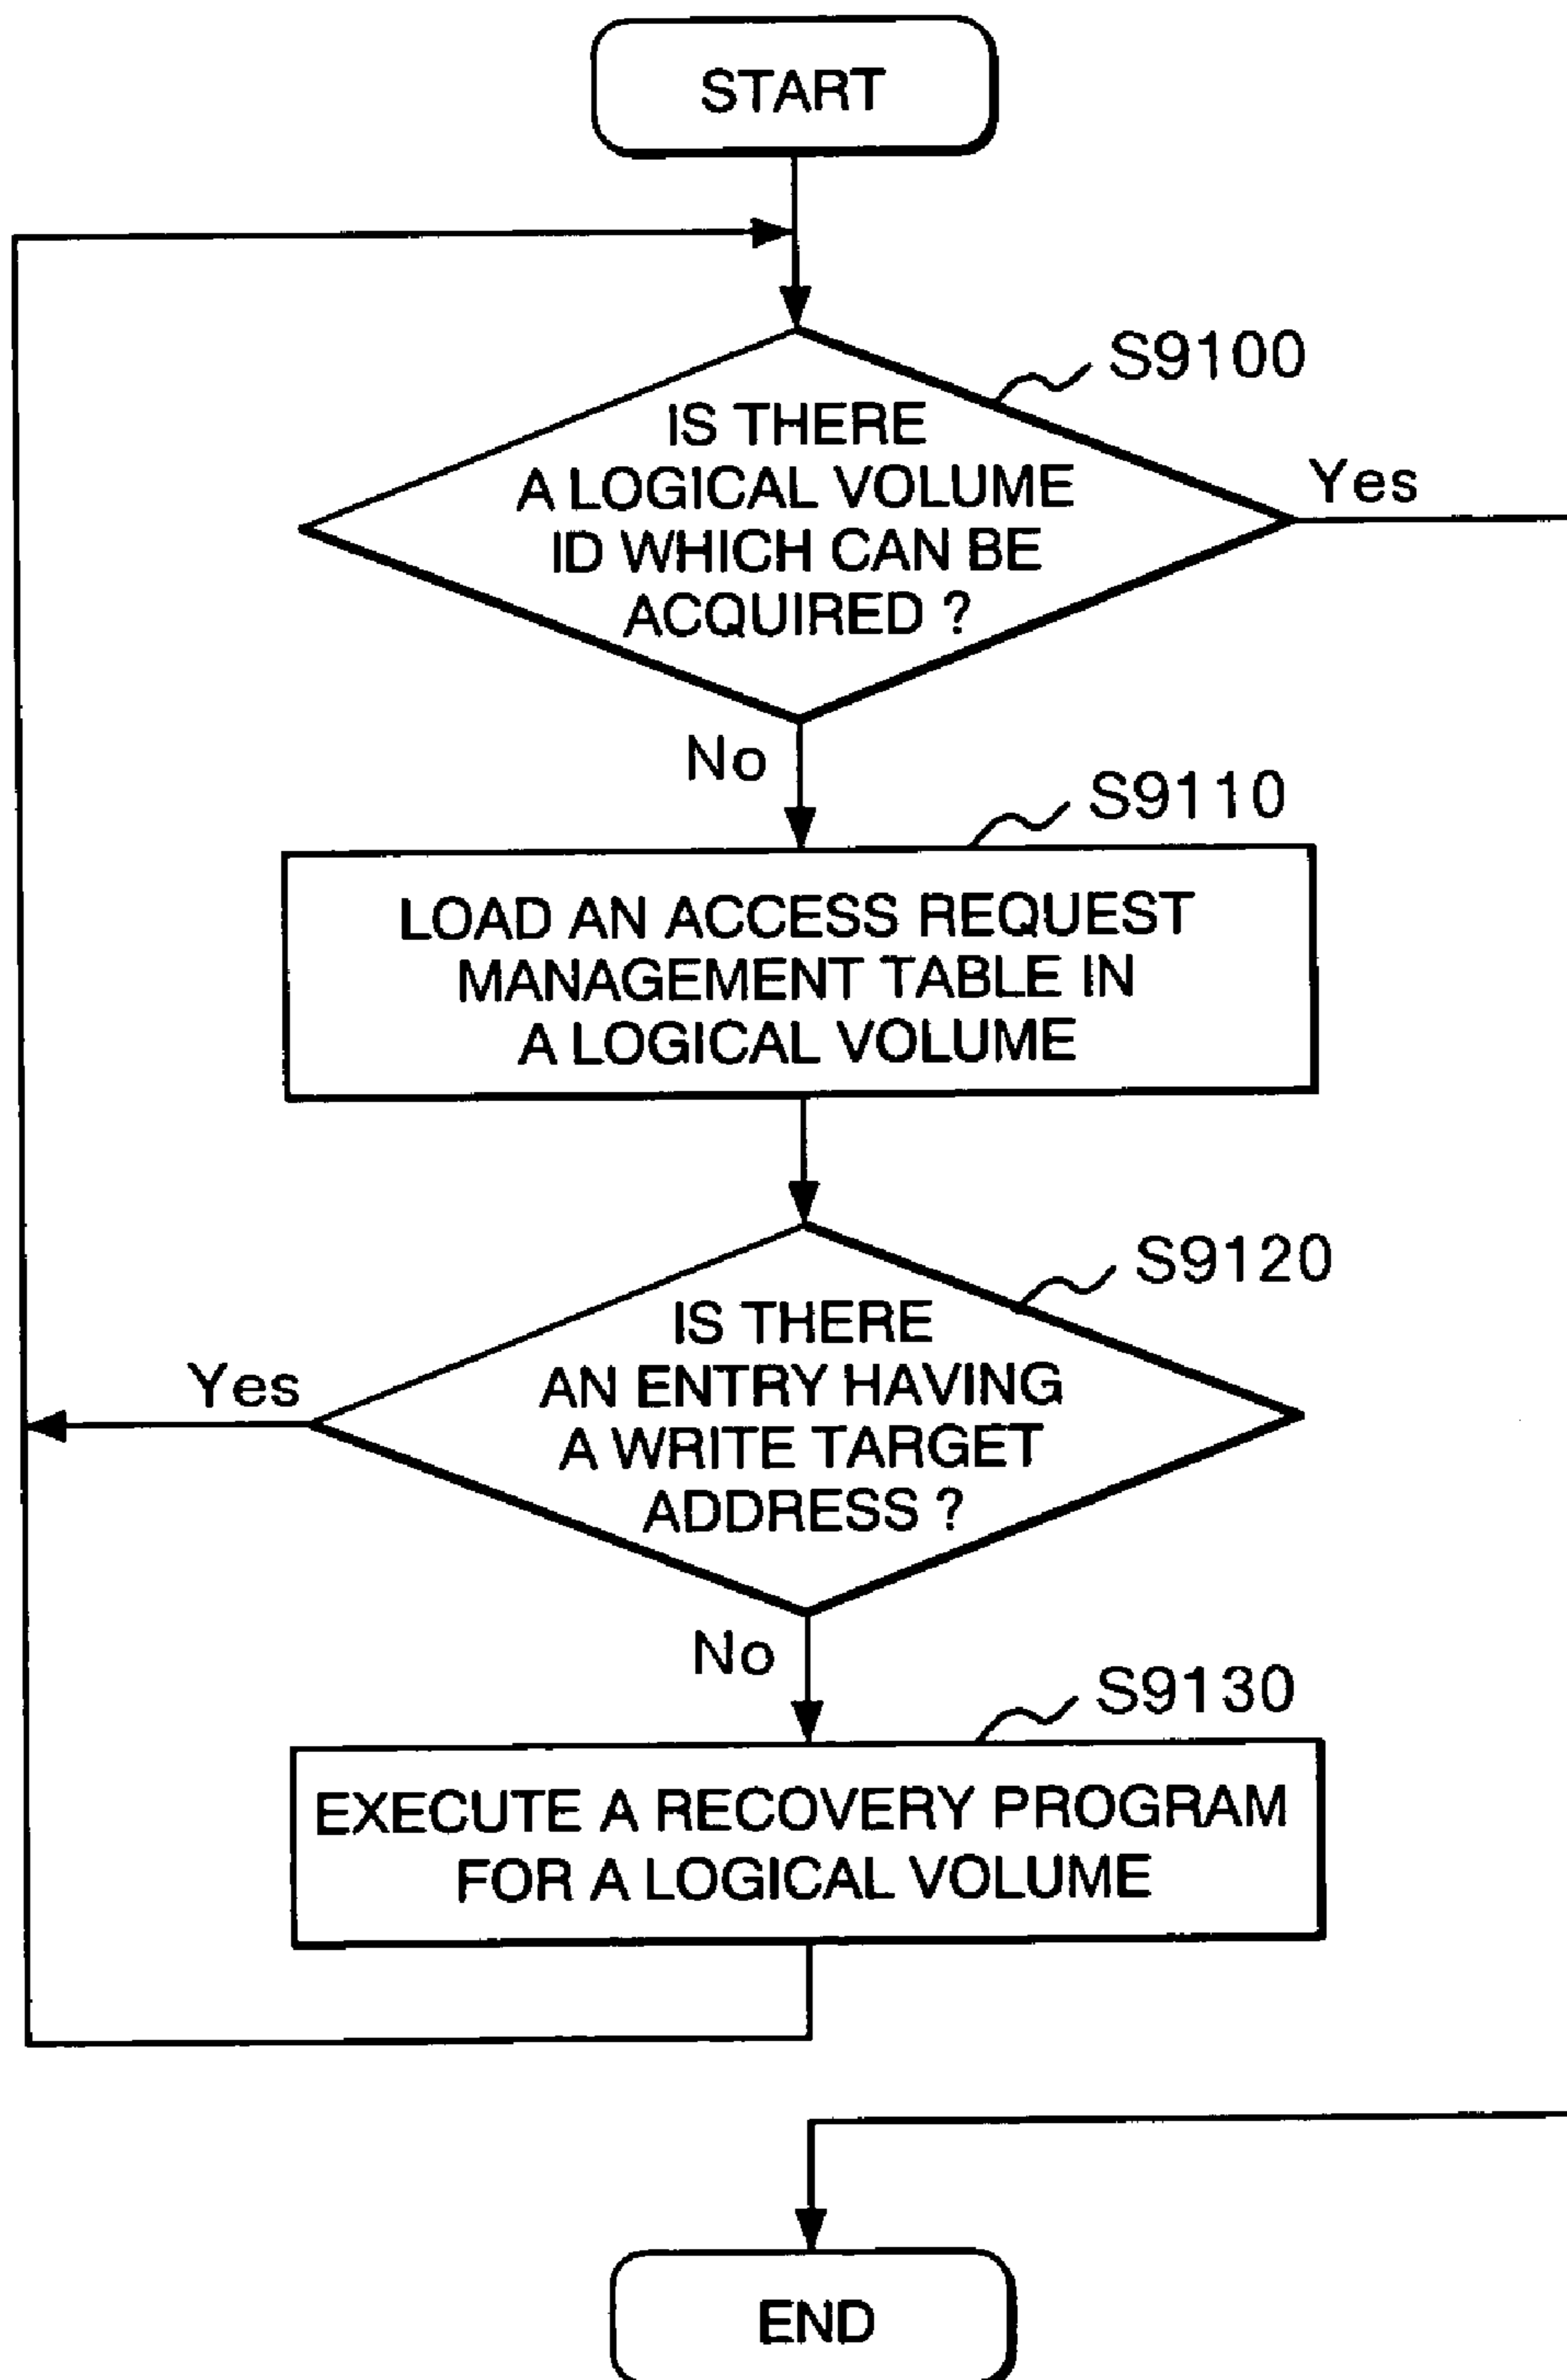 START
S9100
IS THERE
A LOGICAL VOLUME
ID WHICH CAN BE
ACQUIRED ?
Yes
No
S9110
LOAD AN ACCESS REQUEST
MANAGEMENT TABLE IN
A LOGICAL VOLUME
S9120
IS THERE
AN ENTRY HAVING
A WRITE TARGET
ADDRESS ?
Yes
No
S9130
EXECUTE A RECOVERY PROGRAM
FOR A LOGICAL VOLUME
END